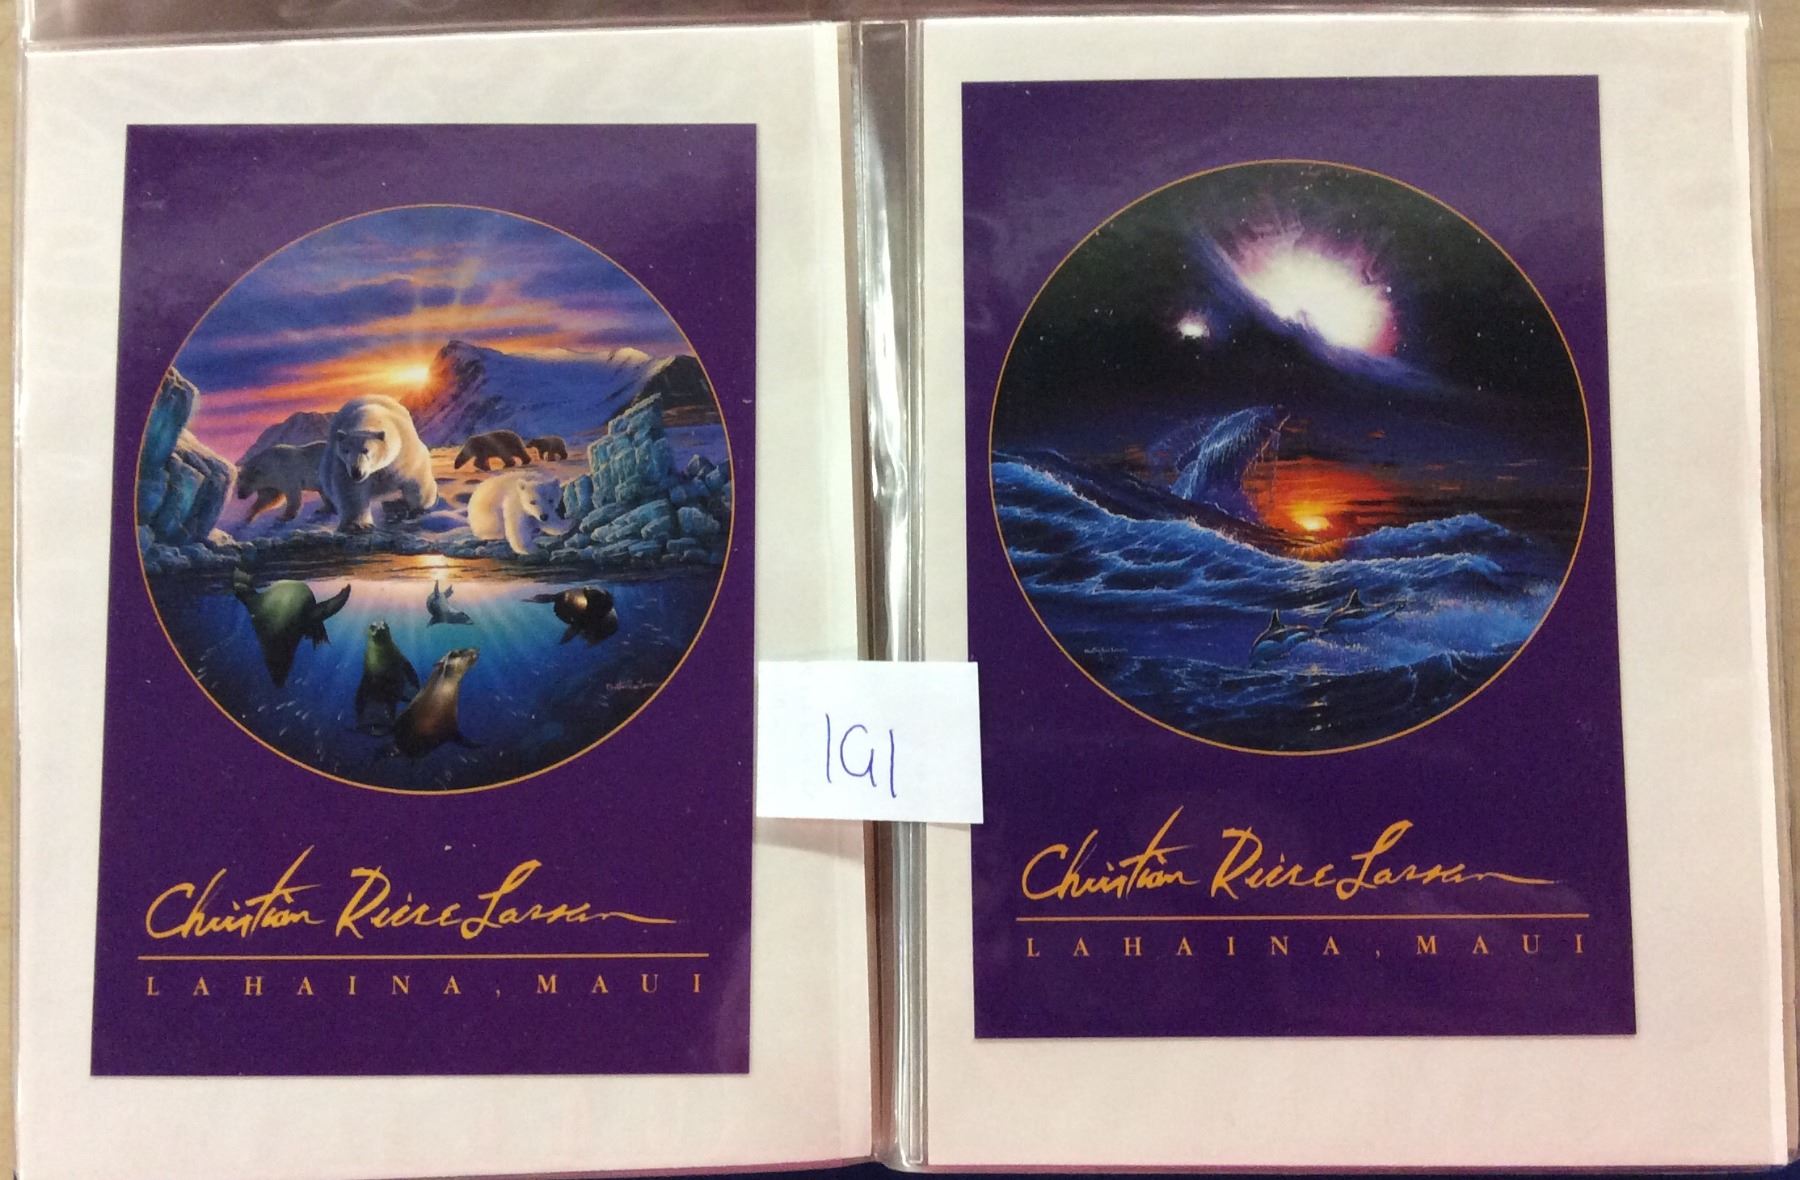 Christian Riese Lassen
LAHAINA, MAUI
191
Christian Riese Lassen
LAHAINA, MAUI